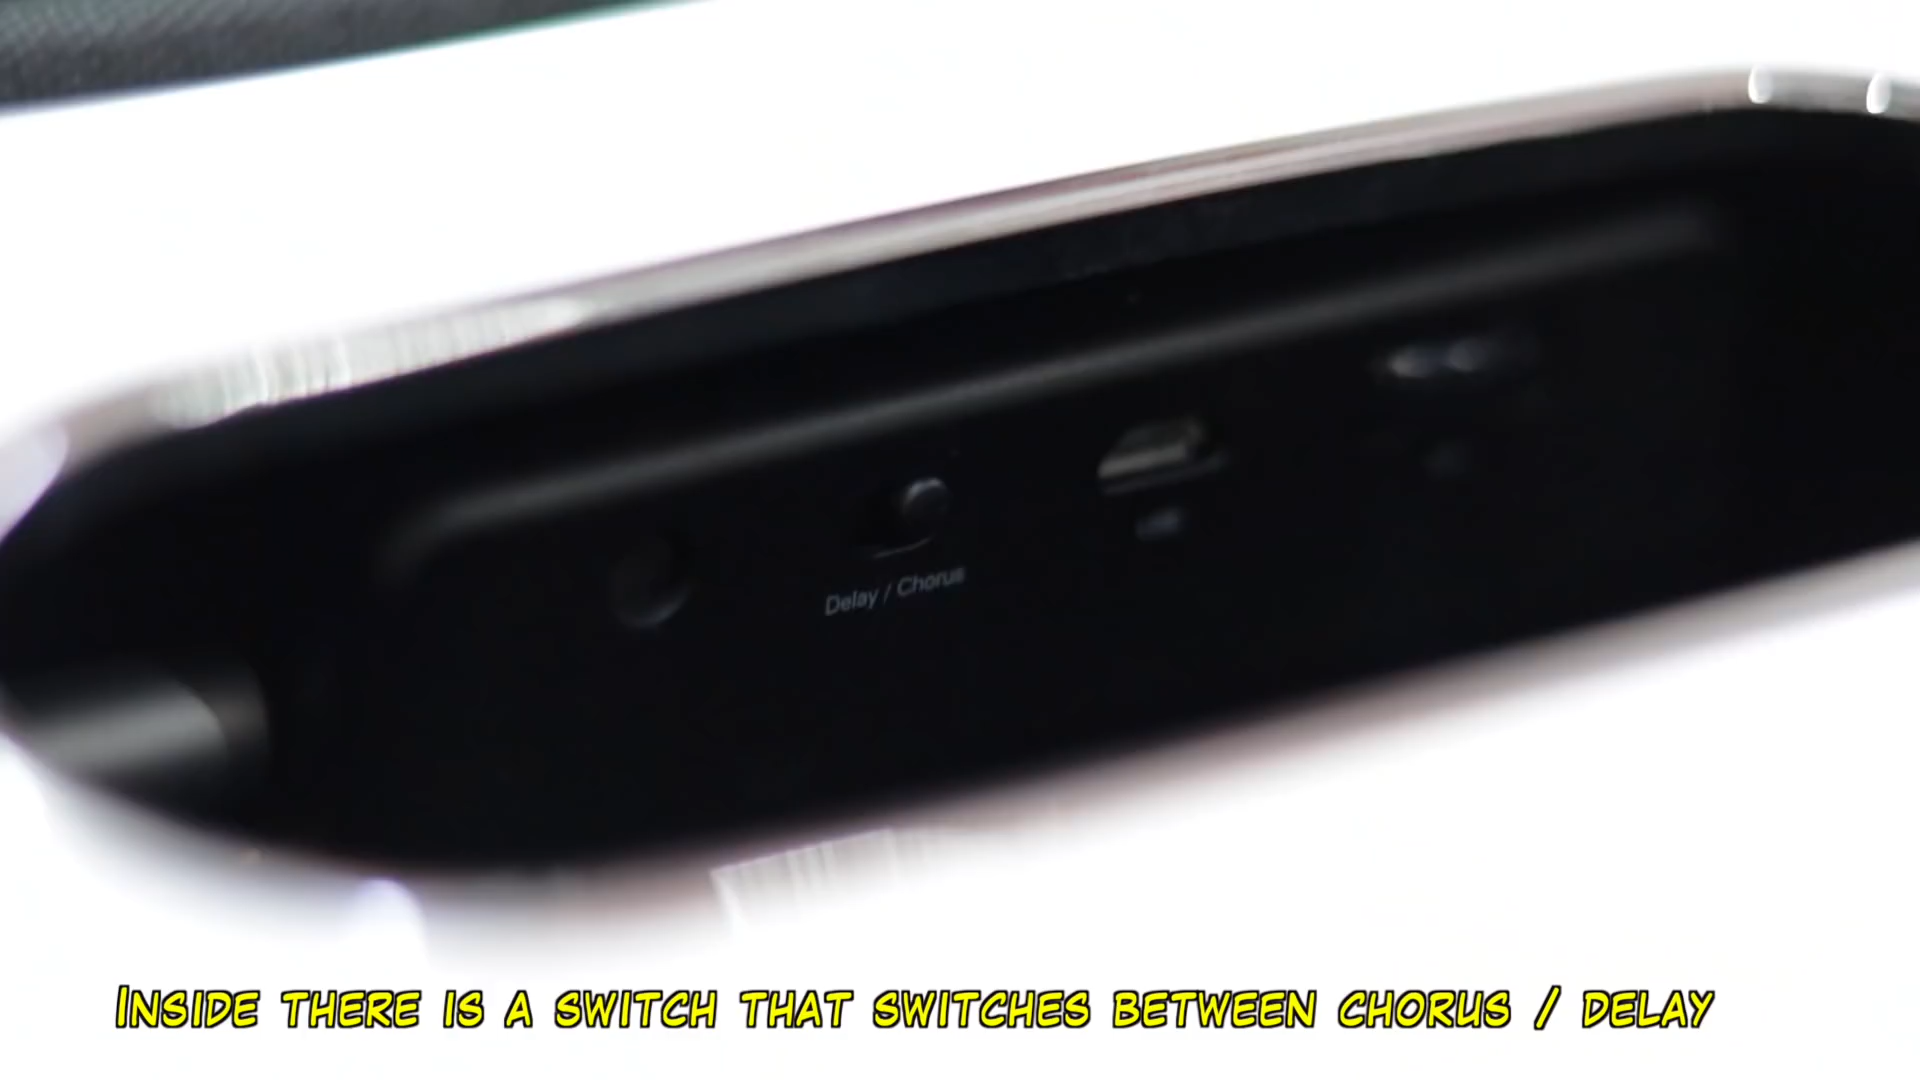 Delay / Chorus
INSIDE THERE IS A SWITCH THAT SWITCHES BETWEEN CHORUS / DELAY